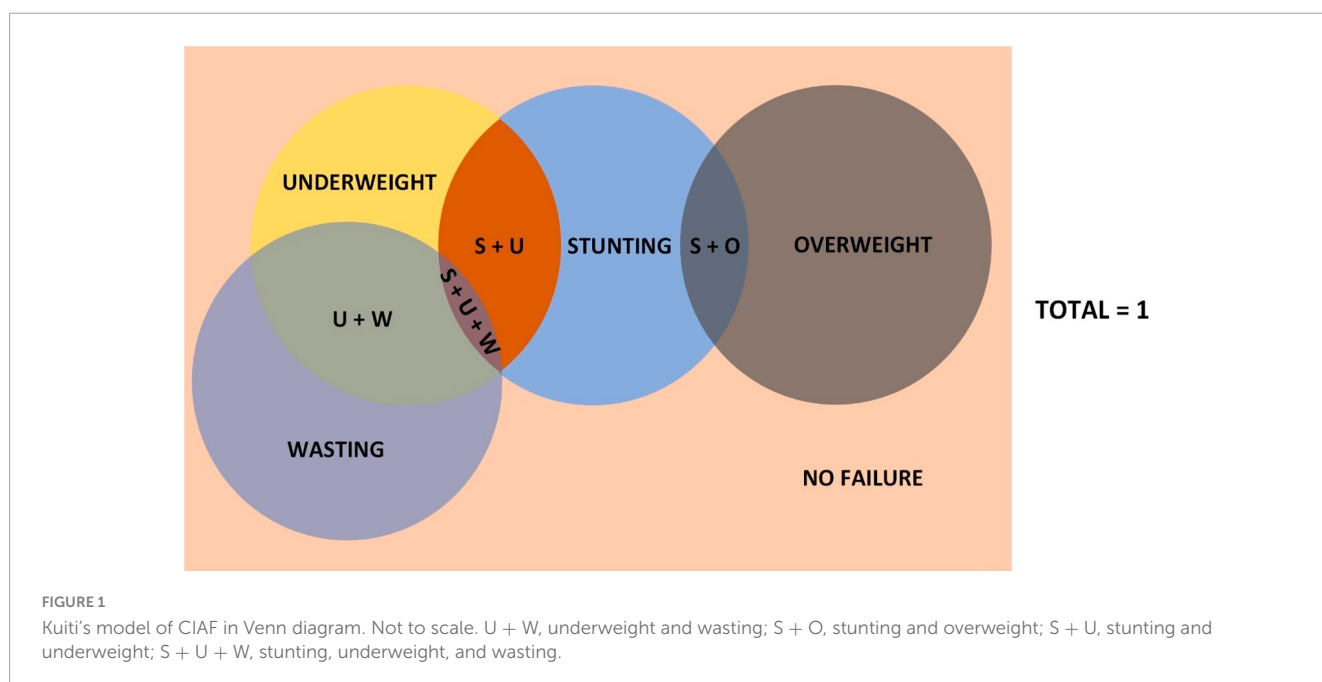 UNDERWEIGHT
S + U
STUNTING
S + O
OVERWEIGHT
S + U + W
U + W
TOTAL = 1
WASTING
NO FAILURE
FIGURE 1
Kuiti’s model of CIAF in Venn diagram. Not to scale. U + W, underweight and wasting; S + O, stunting and overweight; S + U, stunting and
underweight; S + U + W, stunting, underweight, and wasting.